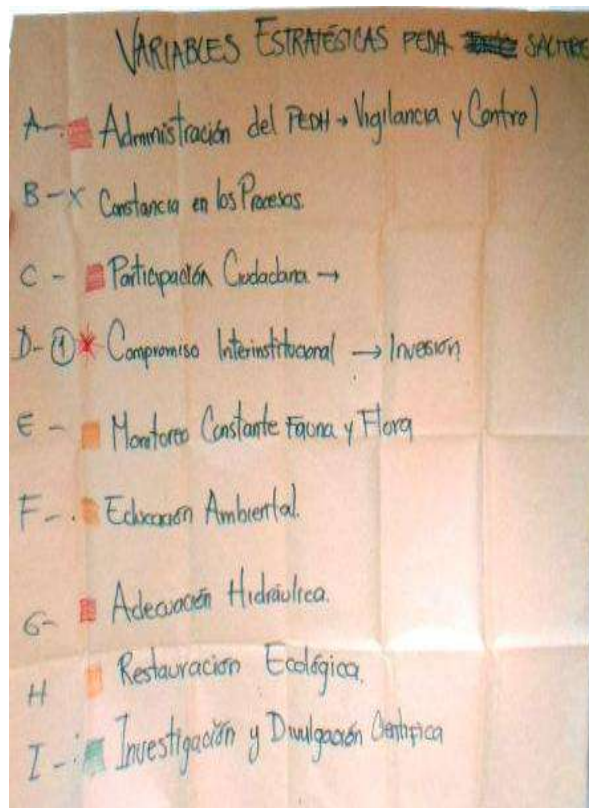 VARIABLES ESTRATÉGICAS PEDH SALITRE
A-. Administración del PEDH → Vigilancia y Control
B-x Constancia en los Procesos.
C - Participación Ciudadana →
D- ① * Compromiso Interinstitucional → Inversión
E - Monitoreo Constante Fauna y Flora
F-. Educación Ambiental.
G- Adecuación Hidráulica.
H Restauración Ecológica.
I-. Investigación y Divulgación Científica